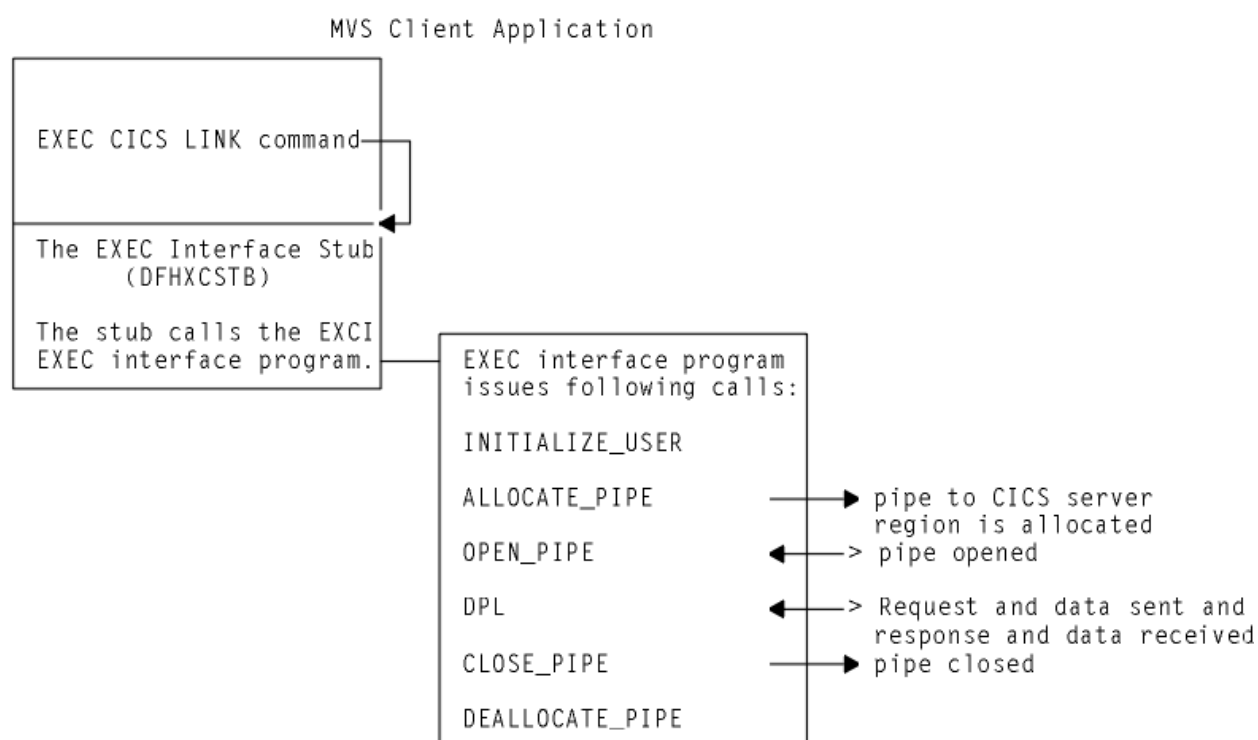 MVS Client Application
EXEC CICS LINK command
The EXEC Interface Stub
(DFHXCSTB)
The stub calls the EXCI
EXEC interface program.
EXEC interface program
issues following calls:
INITIALIZE_USER
ALLOCATE_PIPE
pipe to CICS server
region is allocated
OPEN_PIPE
> pipe opened
DPL
> Request and data sent and
response and data received
CLOSE_PIPE
pipe closed
DEALLOCATE_PIPE